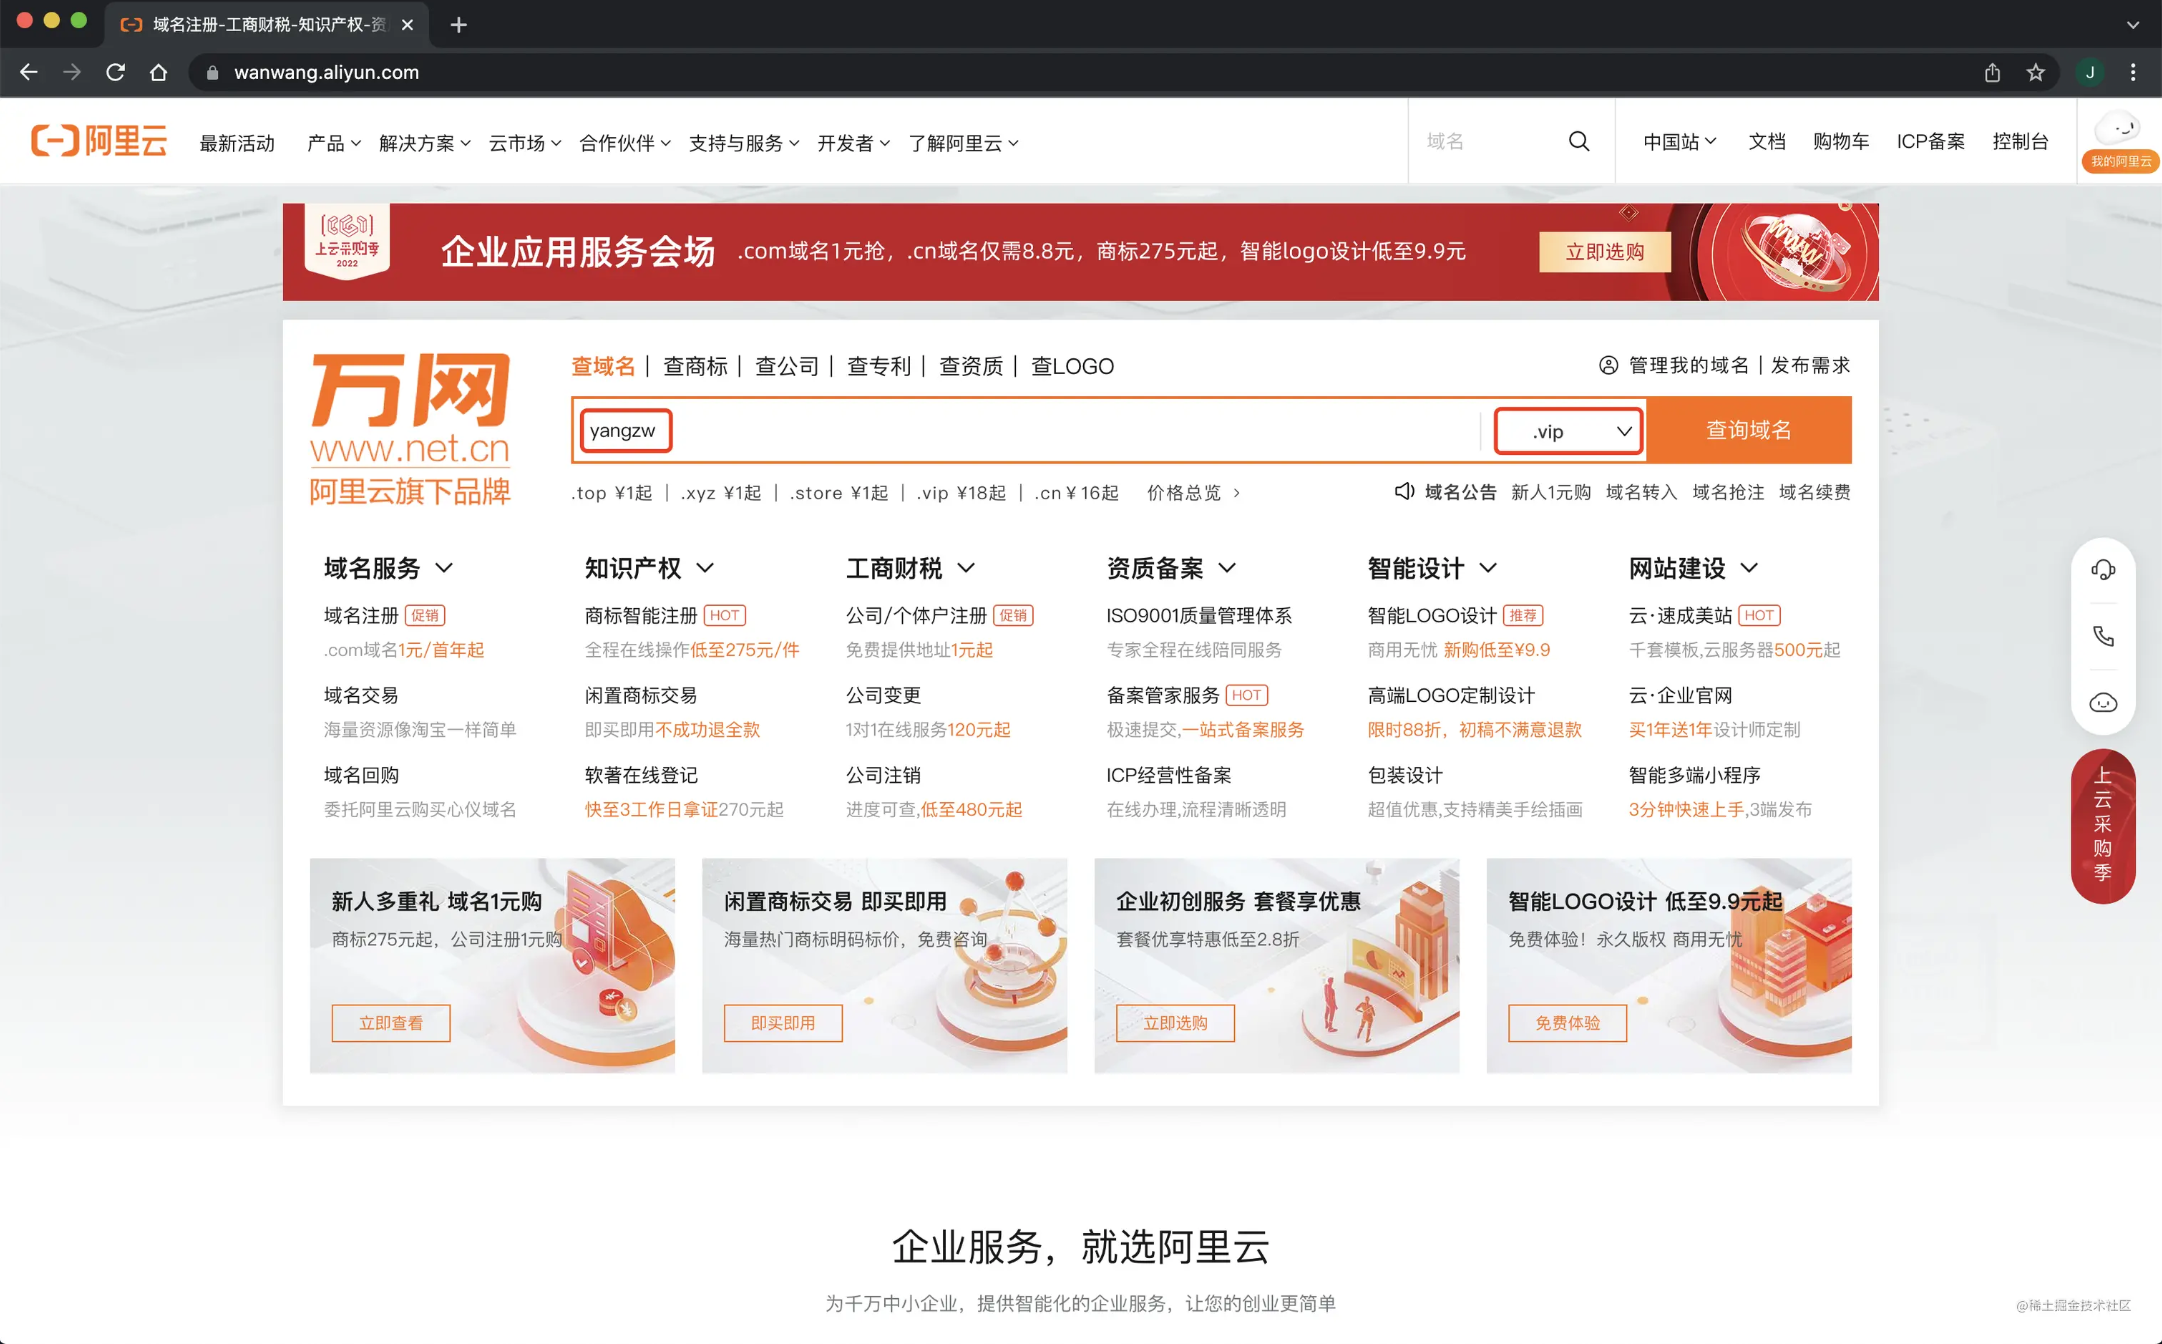 域名注册-工商财税-知识产权-资
wanwang.aliyun.com
J
阿里云 最新活动 产品 解决方案 云市场 合作伙伴 支持与服务 开发者 了解阿里云 域名 中国站 文档 购物车 ICP备案 控制台
我的阿里云
上云采购季
2022
企业应用服务会场 .com域名1元抢，.cn域名仅需8.8元，商标275元起，智能logo设计低至9.9元 立即选购
WWW
万网
www.net.cn
阿里云旗下品牌
查域名 | 查商标 | 查公司 | 查专利 | 查资质 | 查LOGO 管理我的域名 | 发布需求
yangzw .vip 查询域名
.top ¥1起 | .xyz ¥1起 | .store ¥1起 | .vip ¥18起 | .cn￥16起 价格总览 域名公告 新人1元购 域名转入 域名抢注 域名续费
域名服务 知识产权 工商财税 资质备案 智能设计 网站建设
域名注册 促销 商标智能注册 HOT 公司/个体户注册 促销 ISO9001质量管理体系 智能LOGO设计 推荐 云·速成美站 HOT
.com域名1元/首年起 全程在线操作低至275元/件 免费提供地址1元起 专家全程在线陪同服务 商用无忧 新购低至¥9.9 千套模板,云服务器500元起
域名交易 闲置商标交易 公司变更 备案管家服务 HOT 高端LOGO定制设计 云·企业官网
海量资源像淘宝一样简单 即买即用不成功退全款 1对1在线服务120元起 极速提交,一站式备案服务 限时88折，初稿不满意退款 买1年送1年设计师定制
域名回购 软著在线登记 公司注销 ICP经营性备案 包装设计 智能多端小程序
委托阿里云购买心仪域名 快至3工作日拿证270元起 进度可查,低至480元起 在线办理,流程清晰透明 超值优惠,支持精美手绘插画 3分钟快速上手,3端发布
上云采购季
新人多重礼 域名1元购 闲置商标交易 即买即用 企业初创服务 套餐享优惠 智能LOGO设计 低至9.9元起
商标275元起，公司注册1元购 海量热门商标明码标价，免费咨询 套餐优享特惠低至2.8折 免费体验！永久版权 商用无忧
立即查看 即买即用 立即选购 免费体验
企业服务，就选阿里云
为千万中小企业，提供智能化的企业服务，让您的创业更简单
@稀土掘金技术社区